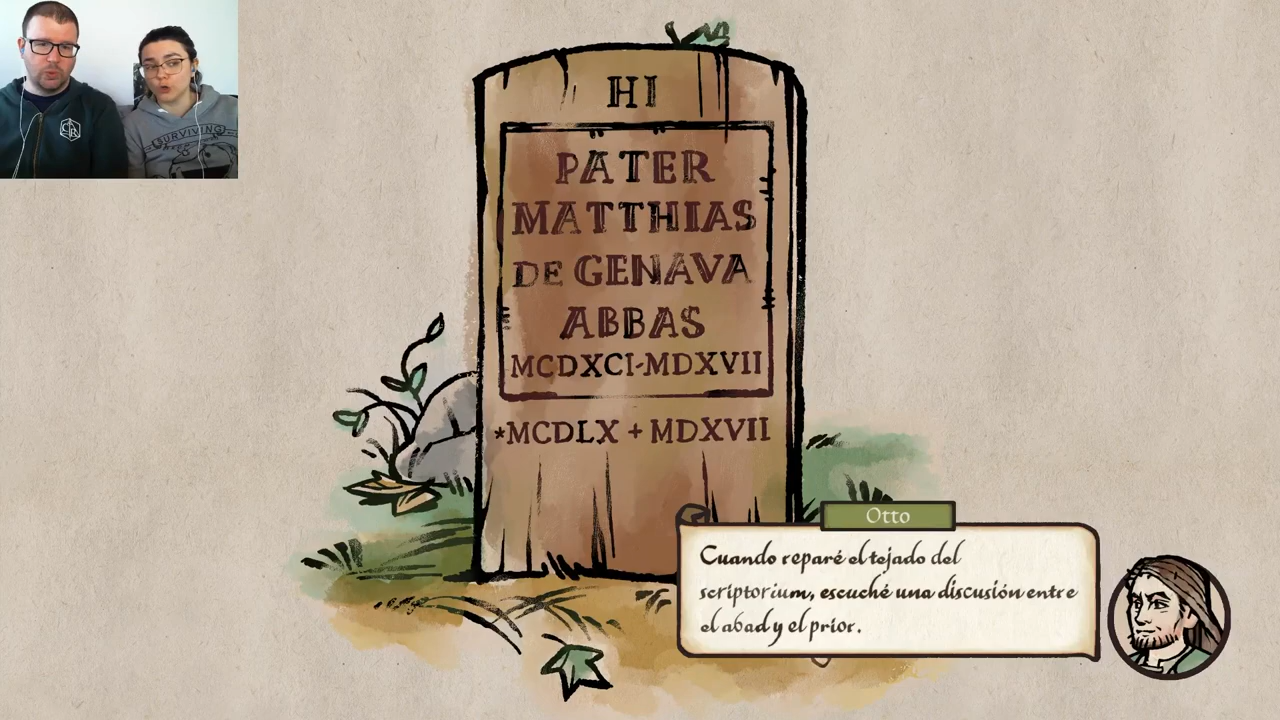 SURVIVING
HI
PATER
MATTHIAS
DE GENAVA
ABBAS
MCDXCI-MDXVII
*MCDLX + MDXVII
Otto
Cuando reparé el tejado del
scriptorium, escuché una discusión entre
el abad y el prior.